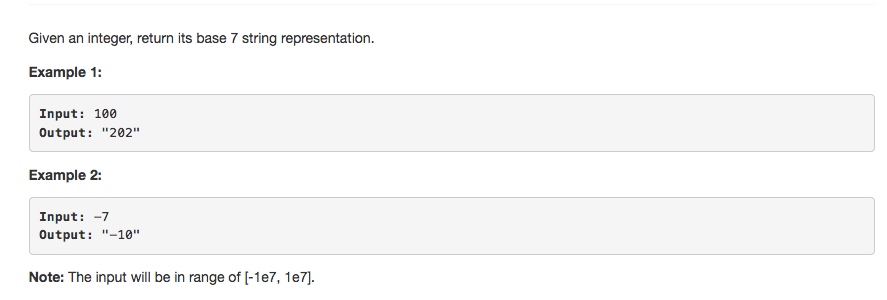 Given an integer, return its base 7 string representation.
Example 1:
Input: 100
Output: "202"
Example 2:
Input: −7
Output: "−10"
Note: The input will be in range of [-1e7, 1e7].